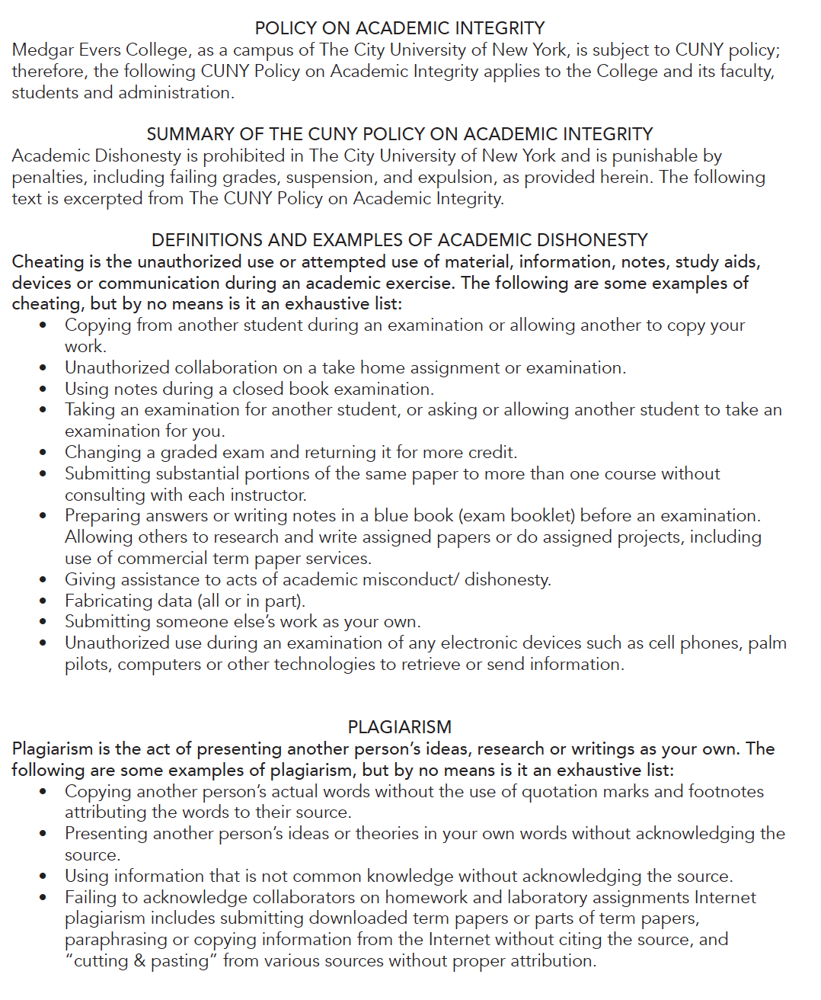 POLICY ON ACADEMIC INTEGRITY
Medgar Evers College, as a campus of The City University of New York, is subject to CUNY policy;
therefore, the following CUNY Policy on Academic Integrity applies to the College and its faculty,
students and administration.
SUMMARY OF THE CUNY POLICY ON ACADEMIC INTEGRITY
Academic Dishonesty is prohibited in The City University of New York and is punishable by
penalties, including failing grades, suspension, and expulsion, as provided herein. The following
text is excerpted from The CUNY Policy on Academic Integrity.
DEFINITIONS AND EXAMPLES OF ACADEMIC DISHONESTY
Cheating is the unauthorized use or attempted use of material, information, notes, study aids,
devices or communication during an academic exercise. The following are some examples of
cheating, but by no means is it an exhaustive list:
• Copying from another student during an examination or allowing another to copy your
work.
• Unauthorized collaboration on a take home assignment or examination.
• Using notes during a closed book examination.
• Taking an examination for another student, or asking or allowing another student to take an
examination for you.
• Changing a graded exam and returning it for more credit.
• Submitting substantial portions of the same paper to more than one course without
consulting with each instructor.
• Preparing answers or writing notes in a blue book (exam booklet) before an examination.
Allowing others to research and write assigned papers or do assigned projects, including
use of commercial term paper services.
• Giving assistance to acts of academic misconduct/ dishonesty.
• Fabricating data (all or in part).
• Submitting someone else’s work as your own.
• Unauthorized use during an examination of any electronic devices such as cell phones, palm
pilots, computers or other technologies to retrieve or send information.
PLAGIARISM
Plagiarism is the act of presenting another person’s ideas, research or writings as your own. The
following are some examples of plagiarism, but by no means is it an exhaustive list:
• Copying another person’s actual words without the use of quotation marks and footnotes
attributing the words to their source.
• Presenting another person’s ideas or theories in your own words without acknowledging the
source.
• Using information that is not common knowledge without acknowledging the source.
• Failing to acknowledge collaborators on homework and laboratory assignments Internet
plagiarism includes submitting downloaded term papers or parts of term papers,
paraphrasing or copying information from the Internet without citing the source, and
“cutting & pasting” from various sources without proper attribution.